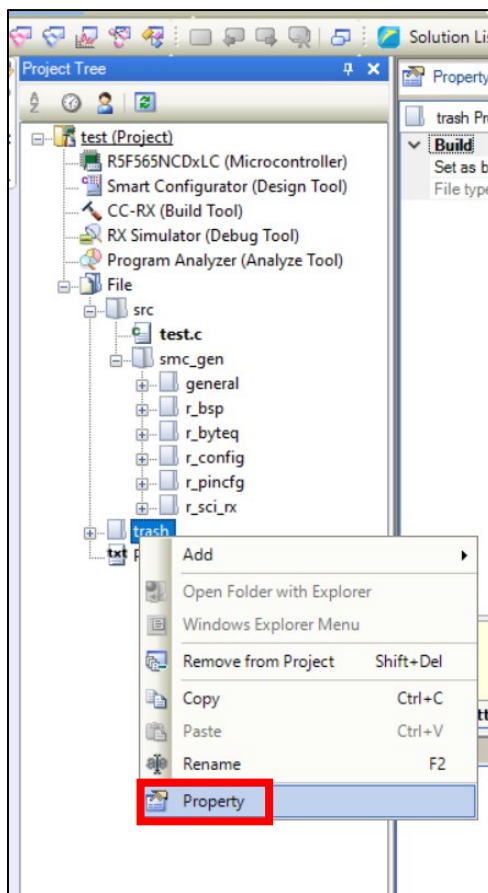 Solution Lis
Project Tree
Property
trash Pro
test (Project)
Build
R5F565NCDxLC (Microcontroller)
Set as b
Smart Configurator (Design Tool)
File type
CC-RX (Build Tool)
RX Simulator (Debug Tool)
Program Analyzer (Analyze Tool)
File
src
test.c
smc_gen
general
r_bsp
r_byteq
r_config
r_pincfg
r_sci_rx
trash
txt
Add
Open Folder with Explorer
Windows Explorer Menu
Remove from Project Shift+Del
Copy Ctrl+C
Paste Ctrl+V
Rename F2
Property